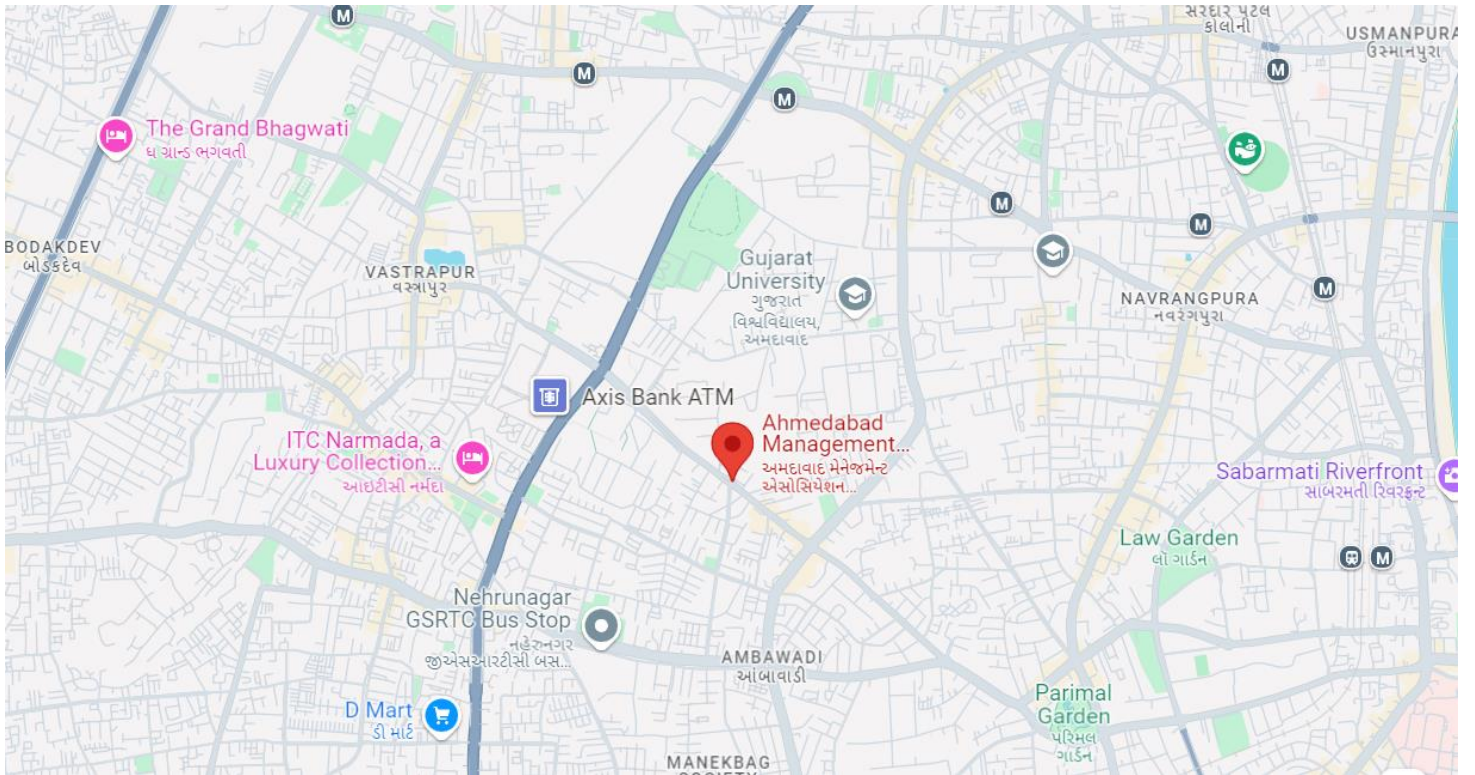 M
સરદાર પટેલ
કોલોની
USMANPURA
ઉસ્માનપુરા
M
M
M
The Grand Bhagwati
ધ ગ્રાન્ડ ભગવતી
M
M
BODAKDEV
બોડકદેવ
VASTRAPUR
વસ્ત્રાપુર
Gujarat
University
ગુજરાત
વિશ્વવિદ્યાલય,
અમદાવાદ
M
NAVRANGPURA
નવરંગપુરા
Axis Bank ATM
Ahmedabad
Management...
અમદાવાદ મેનેજમેન્ટ
એસોસિયેશન...
ITC Narmada, a
Luxury Collection...
આઇટીસી નર્મદા
Sabarmati Riverfront
સાબરમતી રિવરફ્રન્ટ
Law Garden
લૉ ગાર્ડન
M
Nehrunagar
GSRTC Bus Stop
નહેરુનગર
જીએસઆરટીસી બસ...
AMBAWADI
આંબાવાડી
D Mart
ડી માર્ટ
Parimal
Garden
પરિમલ
ગાર્ડન
MANEKBAG
SOCIETY